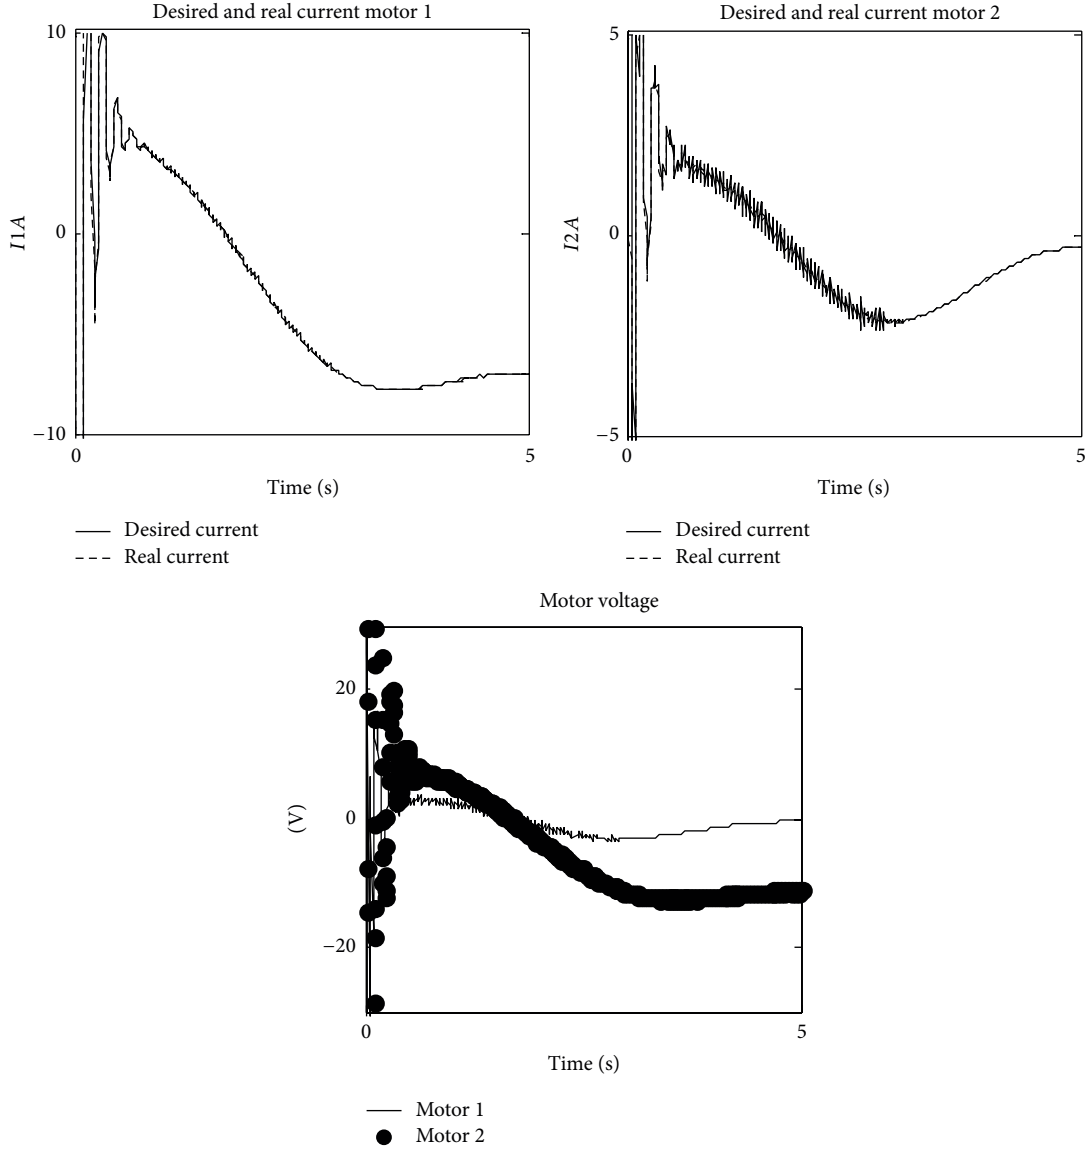 Desired and real current motor 1
10
0
−10
I1A
0
5
Time (s)
Desired current
Real current
Desired and real current motor 2
5
0
−5
I2A
0
5
Time (s)
Desired current
Real current
Motor voltage
20
0
−20
(V)
0
5
Time (s)
Motor 1
Motor 2